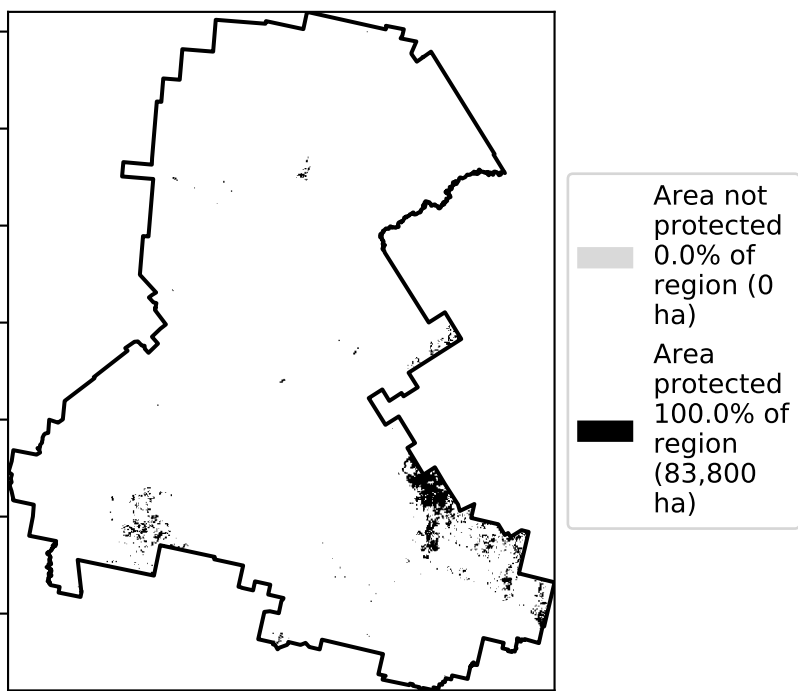 Area not
protected
0.0% of
region (0
ha)
Area
protected
100.0% of
region
(83,800
ha)